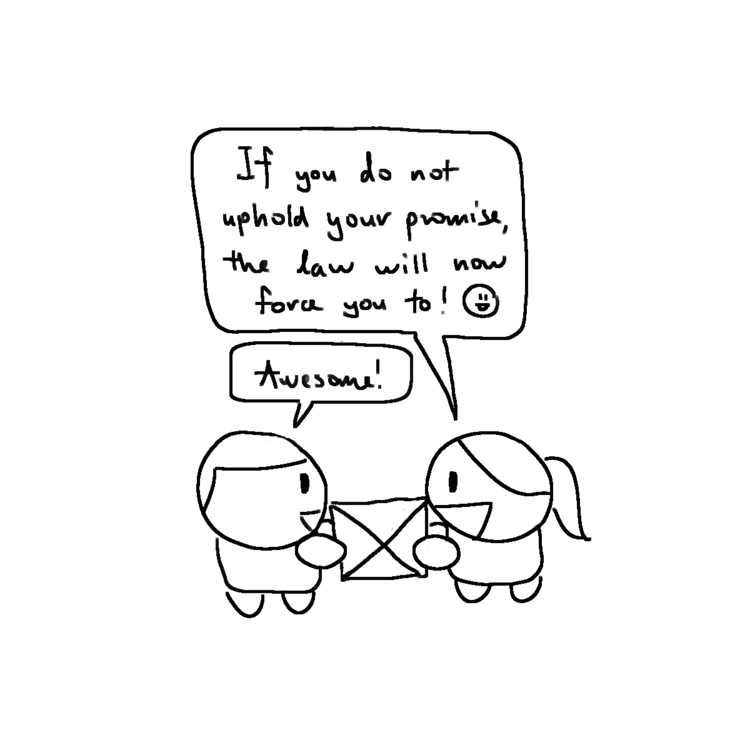 If you do not
uphold your promise,
the law will now
force you to!
Awesome!